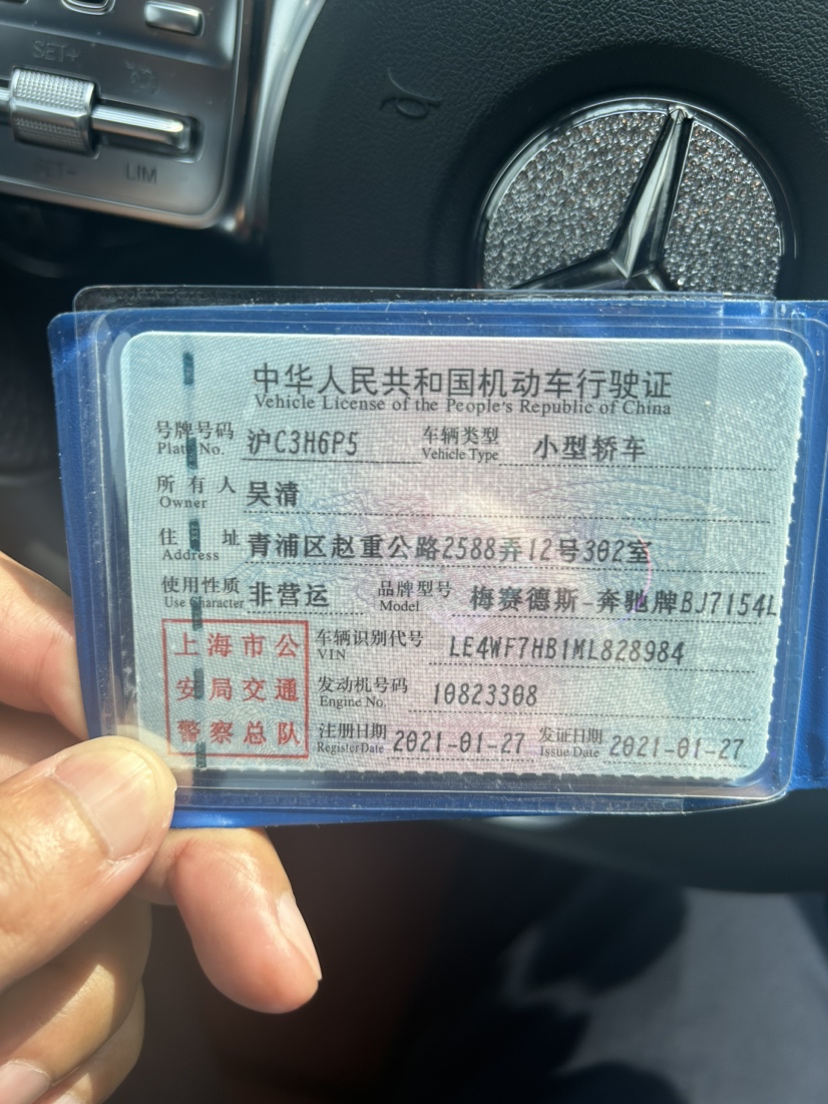 SET+
SET-
LIM
中华人民共和国机动车行驶证
Vehicle License of the People's Republic of China
号牌号码 沪C3H6P5 车辆类型 小型轿车
Plate No. Vehicle Type
所有人 吴清
Owner
住址 青浦区赵重公路2588弄12号302室
Address
使用性质 非营运 品牌型号 梅赛德斯-奔驰牌BJ7154L
Use Character Model
上海市公
安局交通
警察总队
车辆识别代号 LE4WF7HB1ML828984
VIN
发动机号码 10823308
Engine No.
注册日期 2021-01-27 发证日期 2021-01-27
Register Date Issue Date